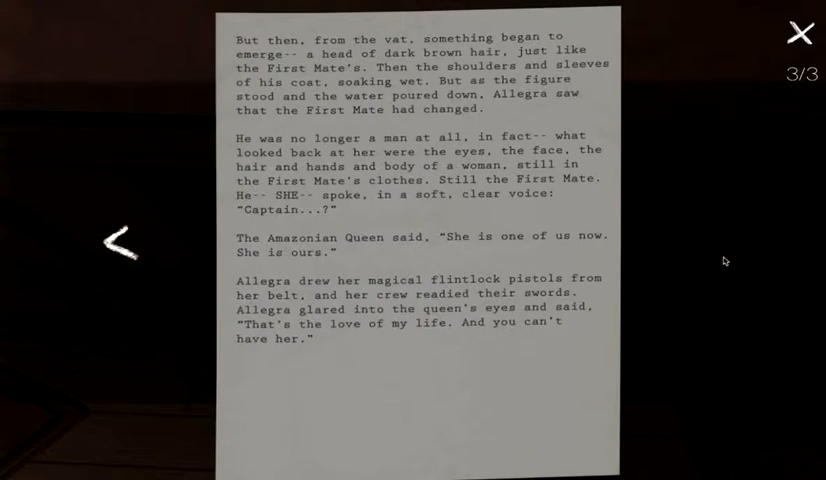 But then, from the vat, something began to
emerge-- a head of dark brown hair, just like
the First Mate's. Then the shoulders and sleeves
of his coat, soaking wet. But as the figure
stood and the water poured down, Allegra saw
that the First Mate had changed.
He was no longer a man at all, in fact-- what
looked back at her were the eyes, the face, the
hair and hands and body of a woman, still in
the First Mate's clothes. Still the First Mate.
He-- SHE-- spoke, in a soft, clear voice:
"Captain...?"
The Amazonian Queen said, "She is one of us now.
She is ours."
Allegra drew her magical flintlock pistols from
her belt, and her crew readied their swords.
Allegra glared into the queen's eyes and said,
"That's the love of my life. And you can't
have her."
3/3